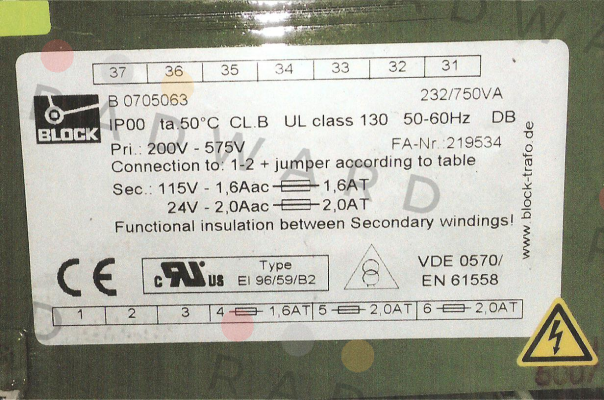 37 36 35 34 33 32 31
BLOCK
B 0705063 232/750VA
IP00 ta.50°C CL.B UL class 130 50-60Hz DB
Pri.: 200V - 575V FA-Nr.:219534
Connection to: 1-2 + jumper according to table
Sec.: 115V - 1,6Aac 1,6AT
24V - 2,0Aac 2,0AT
Functional insulation between Secondary windings!
www.block-trafo.de
CE
c RU US
Type
EI 96/59/B2
VDE 0570/
EN 61558
1 2 3 4 1,6AT 5 2,0AT 6 2,0AT
RADWARD